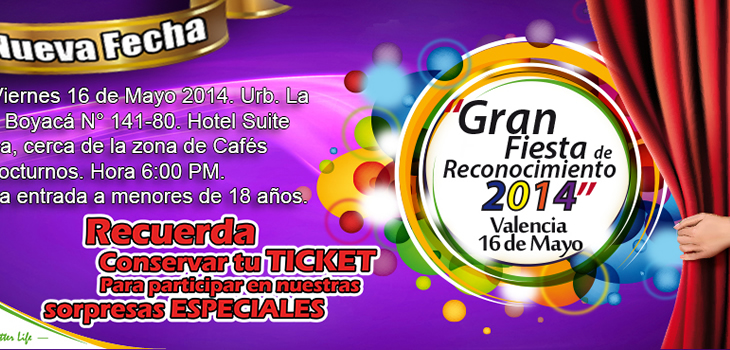 Nueva Fecha
Viernes 16 de Mayo 2014. Urb. La
Boyacá N° 141-80. Hotel Suite
cerca de la zona de Cafés
entrada a menores de 18 años.
Hora 6:00 PM.
Recuerda
Conservar tu TICKET
Para participar en nuestras
sorpresas ESPECIALES
"Gran
Fiesta de
Reconocimiento
2014"
Valencia
16 de Mayo
Life